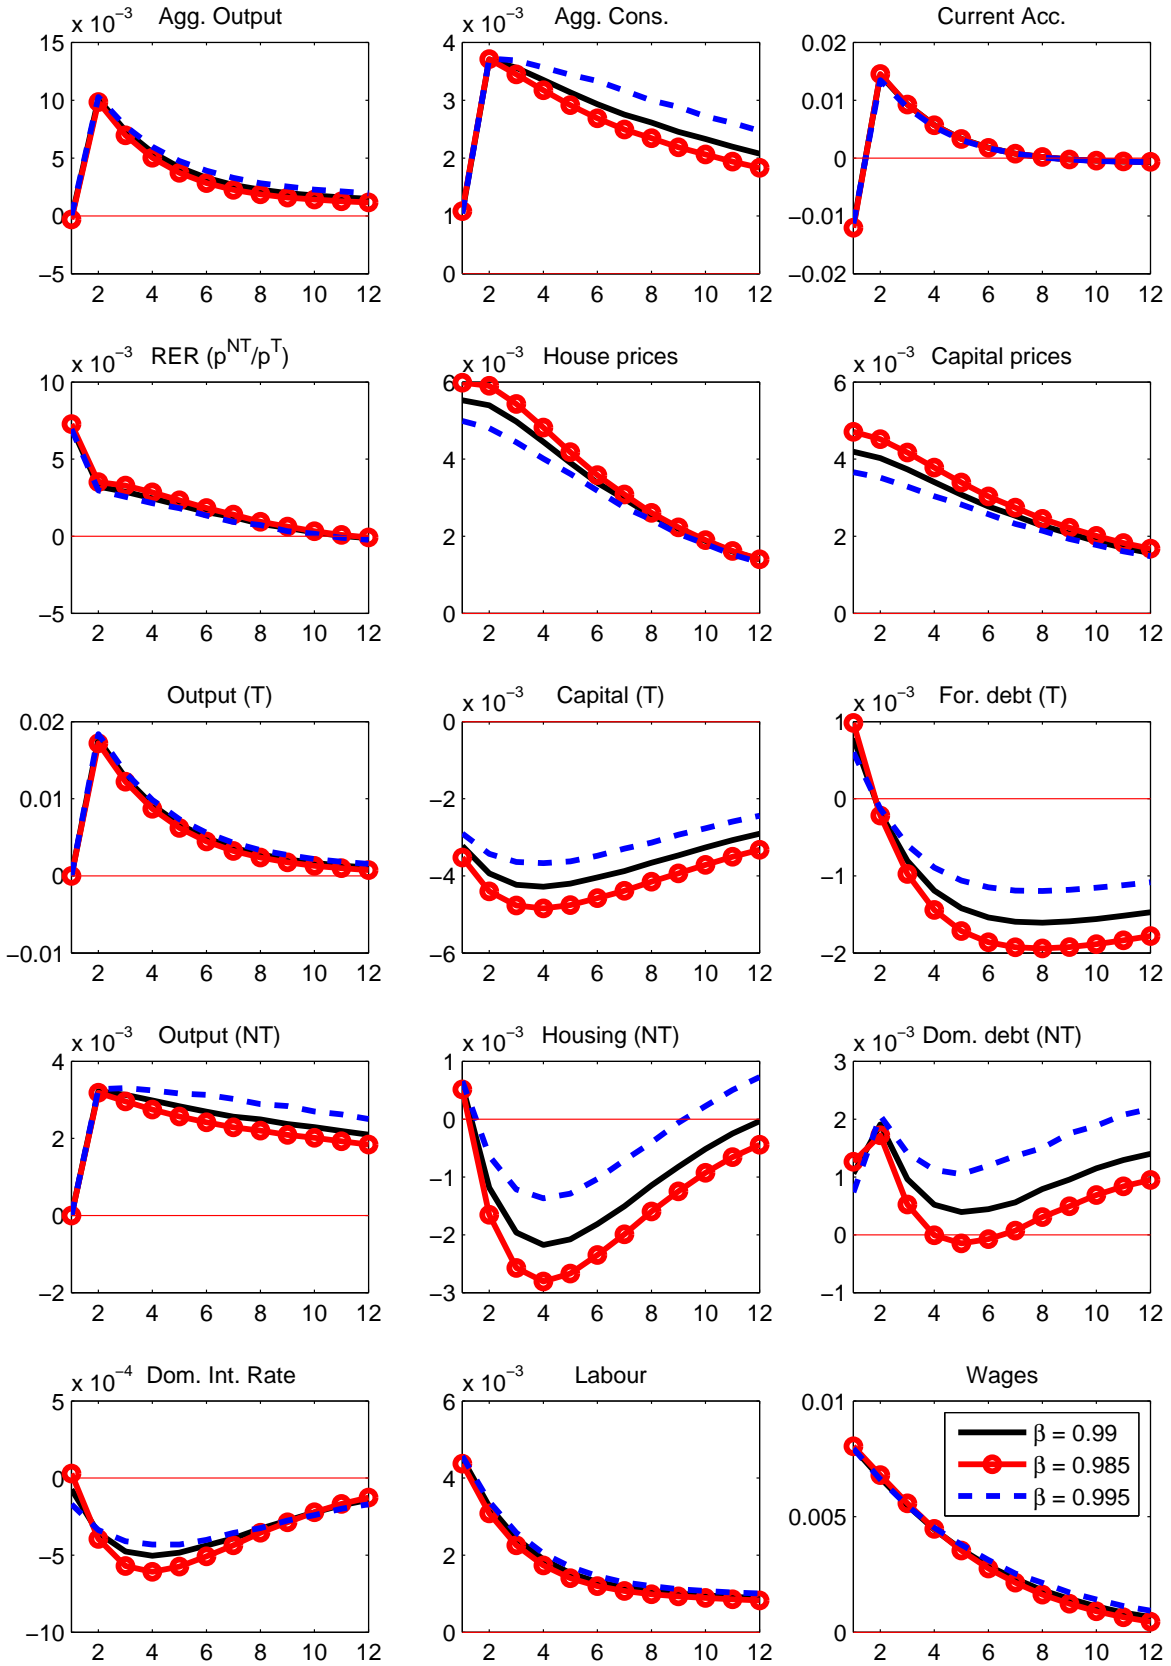 x 10⁻³ Agg. Output
15
10
5
0
−5
2 4 6 8 10 12
x 10⁻³ Agg. Cons.
4
3
2
1
0
2 4 6 8 10 12
Current Acc.
0.02
0.01
0
−0.01
−0.02
2 4 6 8 10 12
x 10⁻³ RER (p^NT/p^T)
10
5
0
−5
2 4 6 8 10 12
x 10⁻³ House prices
6
4
2
0
2 4 6 8 10 12
x 10⁻³ Capital prices
6
4
2
0
2 4 6 8 10 12
Output (T)
0.02
0.01
0
−0.01
2 4 6 8 10 12
x 10⁻³ Capital (T)
0
−2
−4
−6
2 4 6 8 10 12
x 10⁻³ For. debt (T)
1
0
−1
−2
2 4 6 8 10 12
x 10⁻³ Output (NT)
4
2
0
−2
2 4 6 8 10 12
x 10⁻³ Housing (NT)
1
0
−1
−2
−3
2 4 6 8 10 12
x 10⁻³ Dom. debt (NT)
3
2
1
0
−1
2 4 6 8 10 12
x 10⁻⁴ Dom. Int. Rate
5
0
−5
−10
2 4 6 8 10 12
x 10⁻³ Labour
6
4
2
0
2 4 6 8 10 12
Wages
0.01
0.005
0
2 4 6 8 10 12
β = 0.99
β = 0.985
β = 0.995